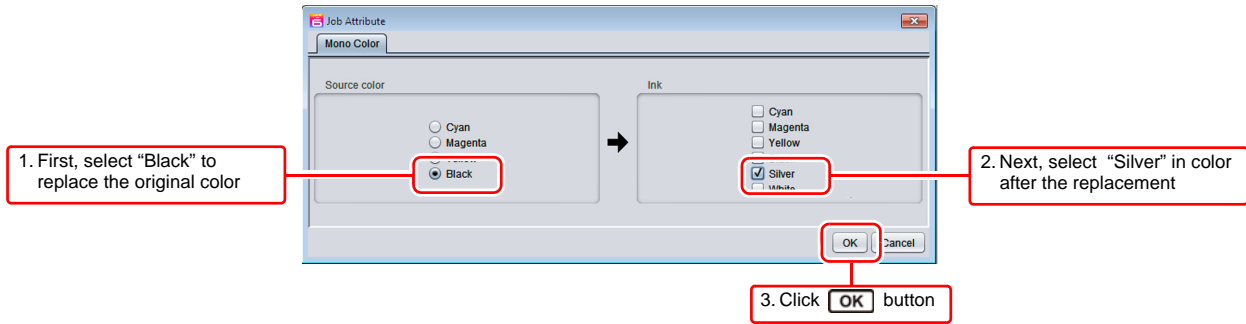 Job Attribute
Mono Color
Source color
Ink
Cyan
Magenta
Black
Cyan
Magenta
Yellow
Silver
White
1. First, select “Black” to
replace the original color
2. Next, select “Silver” in color
after the replacement
OK
Cancel
3. Click OK button